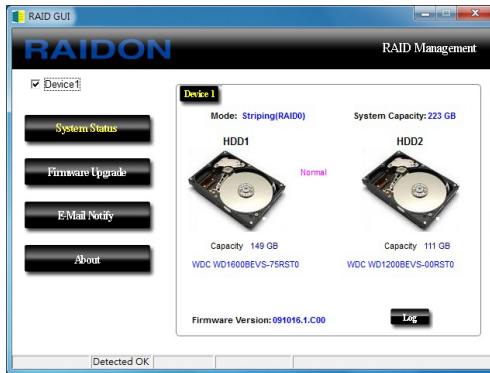 RAID GUI
RAIDON
RAID Management
Device1
System Status
Firmware Upgrade
E-Mail Notify
About
Device 1
Mode: Striping(RAID0)
System Capacity: 223 GB
HDD1
HDD2
Normal
Capacity 149 GB
Capacity 111 GB
WDC WD1600BEVS-75RST0
WDC WD1200BEVS-00RST0
Firmware Version: 091016.1.C00
Log
Detected OK